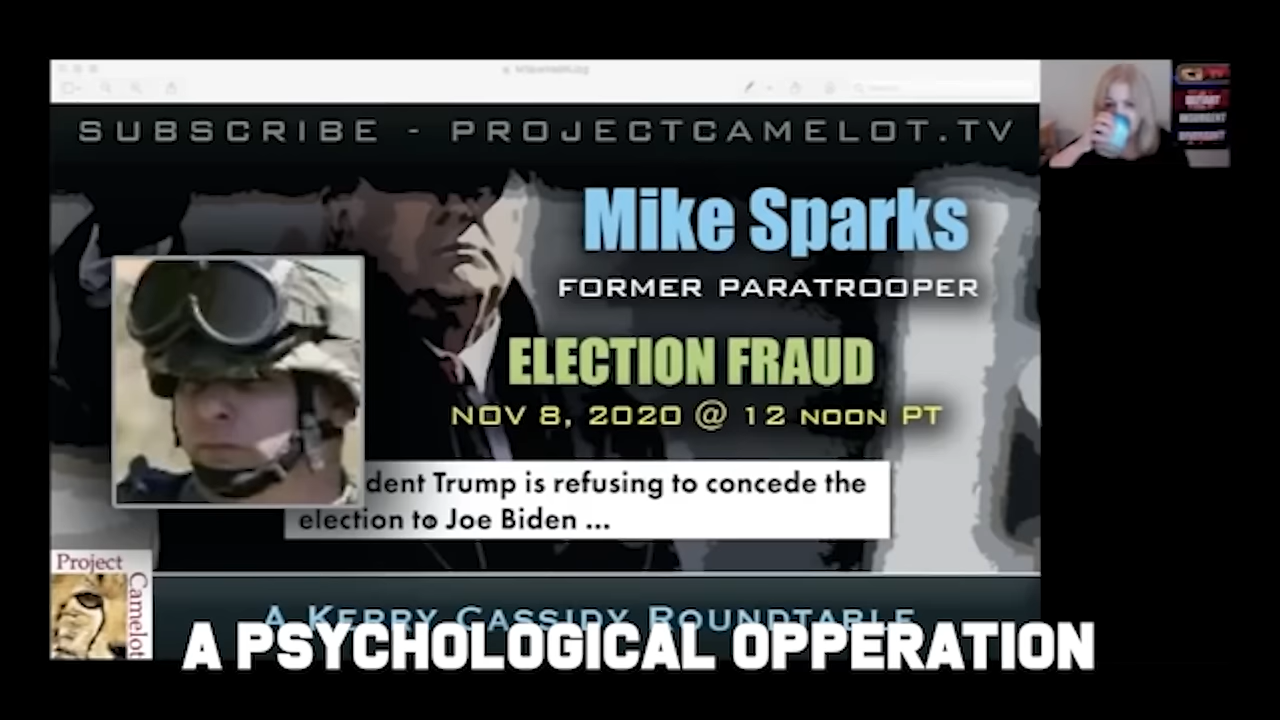 SUBSCRIBE - PROJECTCAMELOT.TV
Mike Sparks
FORMER PARATROOPER
ELECTION FRAUD
NOV 8, 2020 @ 12 NOON PT
dent Trump is refusing to concede the
election to Joe Biden ...
Project
Camelot
A KERRY CASSIDY ROUNDTABLE
A PSYCHOLOGICAL OPPERATION